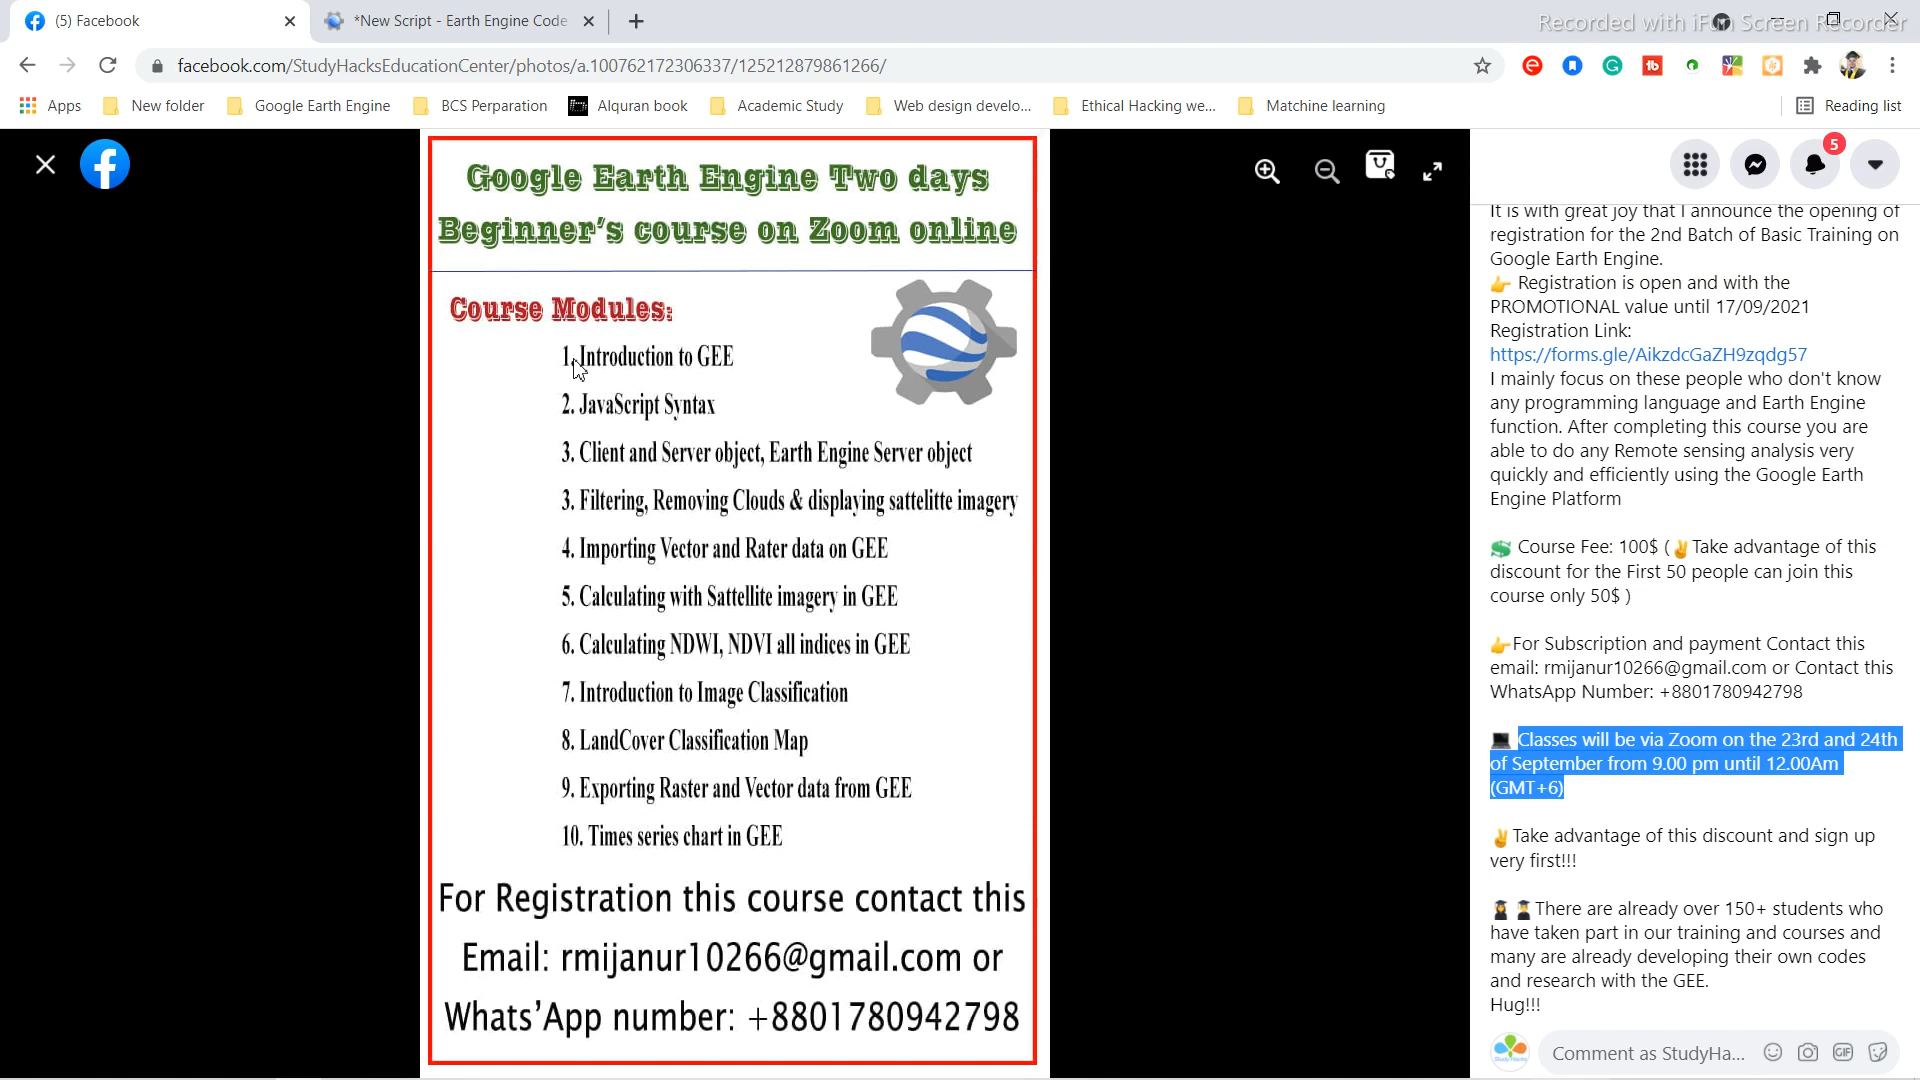 (5) Facebook
*New Script - Earth Engine Code
Recorded with iFun Screen Recorder
facebook.com/StudyHacksEducationCenter/photos/a.100762172306337/125212879861266/
Apps
New folder
Google Earth Engine
BCS Perparation
Alquran book
Academic Study
Web design develo...
Ethical Hacking we...
Matchine learning
Reading list
Google Earth Engine Two days
Beginner's course on Zoom online
Course Modules:
1. Introduction to GEE
2. JavaScript Syntax
3. Client and Server object, Earth Engine Server object
3. Filtering, Removing Clouds & displaying sattelitte imagery
4. Importing Vector and Rater data on GEE
5. Calculating with Sattellite imagery in GEE
6. Calculating NDWI, NDVI all indices in GEE
7. Introduction to Image Classification
8. LandCover Classification Map
9. Exporting Raster and Vector data from GEE
10. Times series chart in GEE
For Registration this course contact this
Email: rmijanur10266@gmail.com or
Whats'App number: +8801780942798
5
It is with great joy that I announce the opening of
registration for the 2nd Batch of Basic Training on
Google Earth Engine.
👉 Registration is open and with the
PROMOTIONAL value until 17/09/2021
Registration Link:
https://forms.gle/AikzdcGaZH9zqdg57
I mainly focus on these people who don't know
any programming language and Earth Engine
function. After completing this course you are
able to do any Remote sensing analysis very
quickly and efficiently using the Google Earth
Engine Platform
💲 Course Fee: 100$ (✌Take advantage of this
discount for the First 50 people can join this
course only 50$ )
👉For Subscription and payment Contact this
email: rmijanur10266@gmail.com or Contact this
WhatsApp Number: +8801780942798
💻 Classes will be via Zoom on the 23rd and 24th
of September from 9.00 pm until 12.00Am
(GMT+6)
✌Take advantage of this discount and sign up
very first!!!
👩‍🎓👨‍🎓There are already over 150+ students who
have taken part in our training and courses and
many are already developing their own codes
and research with the GEE.
Hug!!!
Comment as StudyHa...
GIF